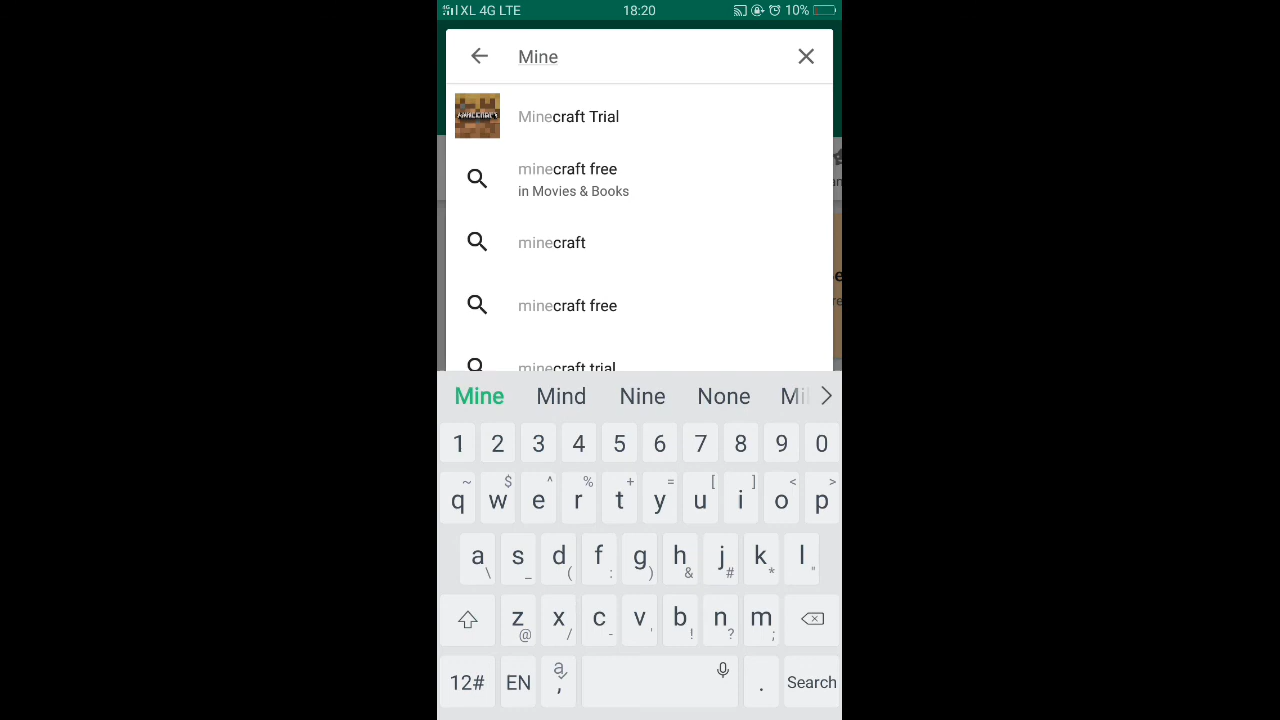 XL 4G LTE 18:20 10%
Mine
Minecraft Trial
minecraft free
in Movies & Books
minecraft
minecraft free
minecraft trial
Mine Mind Nine None
1 2 3 4 5 6 7 8 9 0
~ $ ^ % + = [ ] < >
q w e r t y u i o p
a s d f g h j k l
\ _ ( : ) & # * "
z x c v b n m
@ / - ' ! ? ;
12# EN , . Search